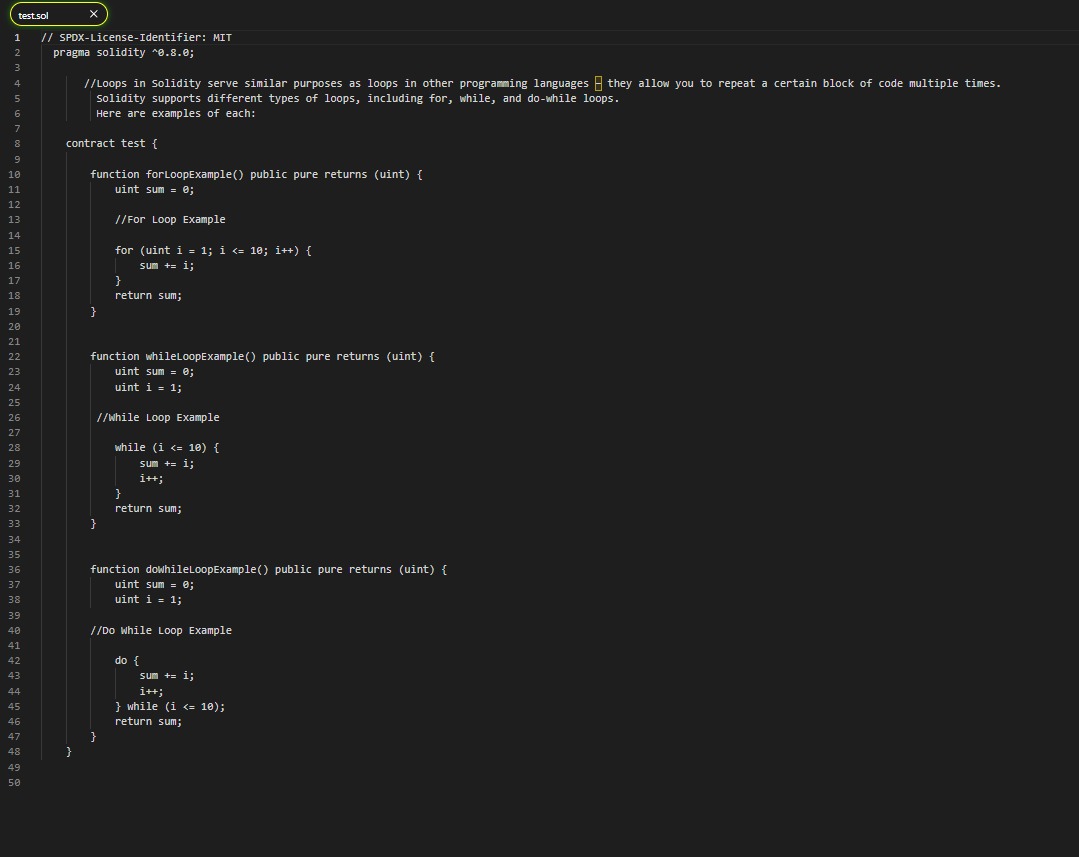 test.sol ×
1 // SPDX-License-Identifier: MIT
2 pragma solidity ^0.8.0;
3
4 //Loops in Solidity serve similar purposes as loops in other programming languages – they allow you to repeat a certain block of code multiple times.
5 Solidity supports different types of loops, including for, while, and do-while loops.
6 Here are examples of each:
7
8 contract test {
9
10 function forLoopExample() public pure returns (uint) {
11 uint sum = 0;
12
13 //For Loop Example
14
15 for (uint i = 1; i <= 10; i++) {
16 sum += i;
17 }
18 return sum;
19 }
20
21
22 function whileLoopExample() public pure returns (uint) {
23 uint sum = 0;
24 uint i = 1;
25
26 //While Loop Example
27
28 while (i <= 10) {
29 sum += i;
30 i++;
31 }
32 return sum;
33 }
34
35
36 function doWhileLoopExample() public pure returns (uint) {
37 uint sum = 0;
38 uint i = 1;
39
40 //Do While Loop Example
41
42 do {
43 sum += i;
44 i++;
45 } while (i <= 10);
46 return sum;
47 }
48 }
49
50